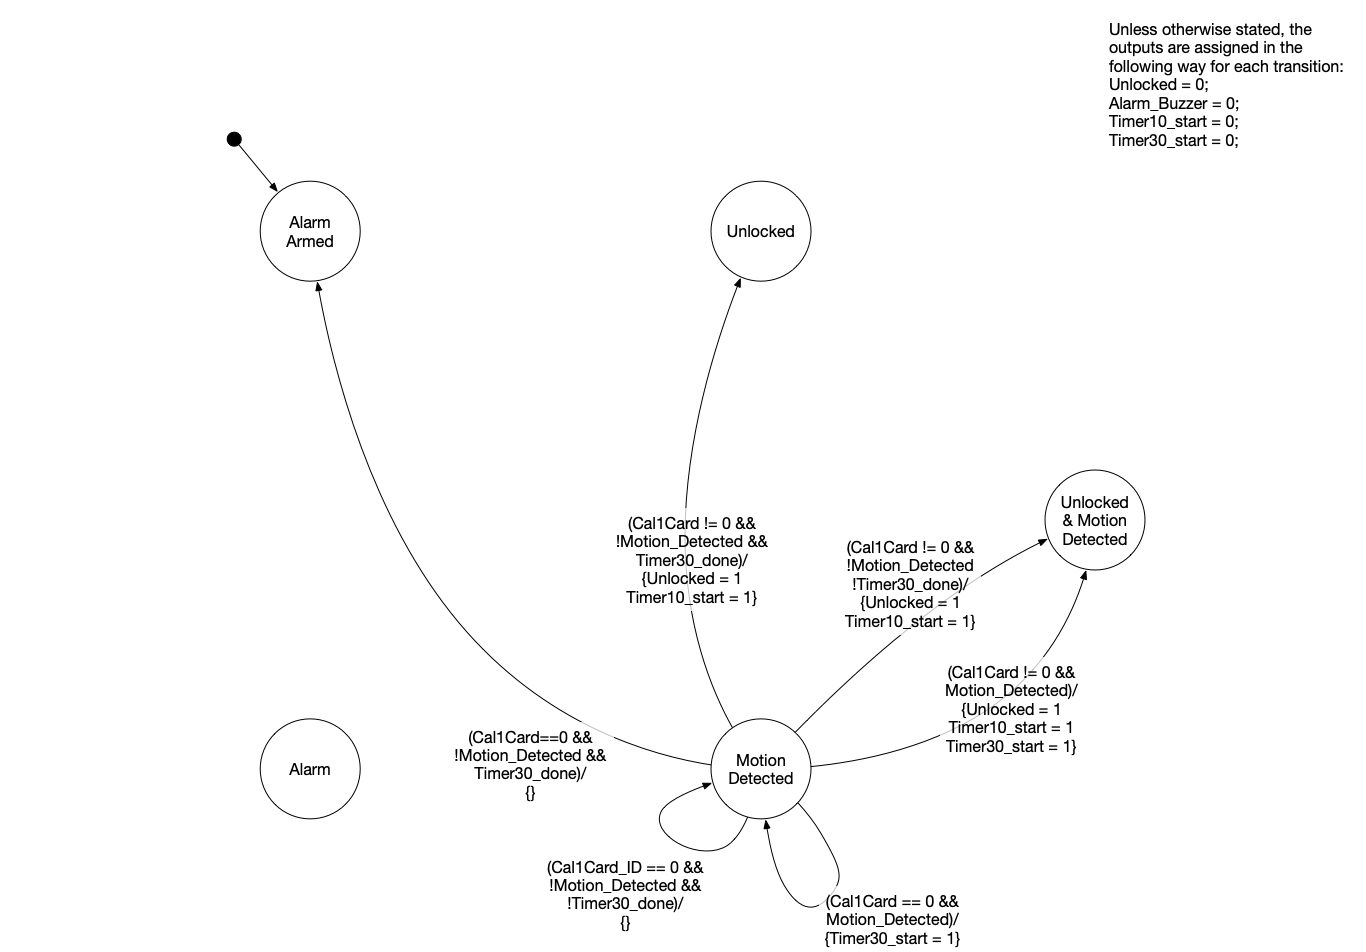 Unless otherwise stated, the
outputs are assigned in the
following way for each transition:
Unlocked = 0;
Alarm_Buzzer = 0;
Timer10_start = 0;
Timer30_start = 0;
Alarm
Armed
Unlocked
Unlocked
& Motion
Detected
(Cal1Card != 0 &&
!Motion_Detected &&
Timer30_done)/
{Unlocked = 1
Timer10_start = 1}
(Cal1Card != 0 &&
!Motion_Detected
!Timer30_done)/
{Unlocked = 1
Timer10_start = 1}
(Cal1Card != 0 &&
Motion_Detected)/
{Unlocked = 1
Timer10_start = 1
Timer30_start = 1}
(Cal1Card==0 &&
!Motion_Detected &&
Timer30_done)/
{}
Alarm
Motion
Detected
(Cal1Card_ID == 0 &&
!Motion_Detected &&
!Timer30_done)/
{}
(Cal1Card == 0 &&
Motion_Detected)/
{Timer30_start = 1}